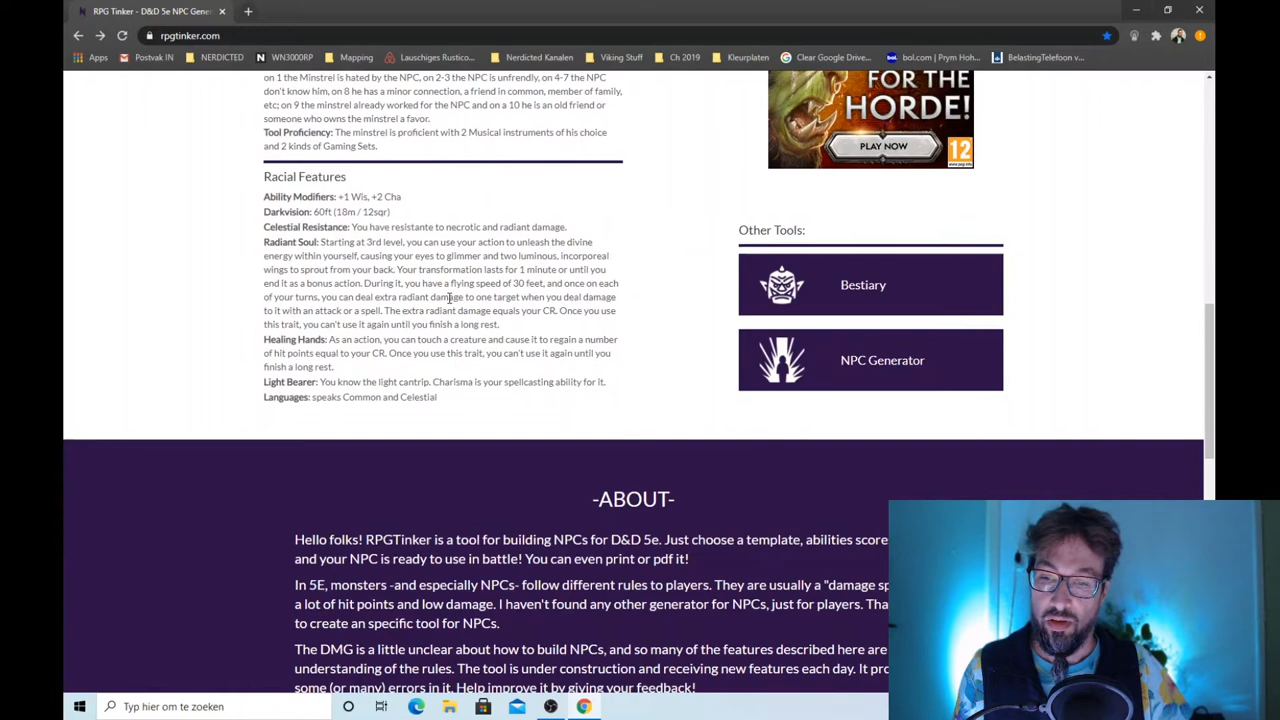 RPG Tinker - D&D 5e NPC Gener
rpgtinker.com
Apps Postvak IN NERDICTED WN3000RP Mapping Lauschiges Rustico... Nerdicted Kanalen Viking Stuff Ch 2019 Kleurplaten Clear Google Drive... bol.com | Prym Hoh... BelastingTelefoon v...
on 1 the Minstrel is hated by the NPC, on 2-3 the NPC is unfrendly, on 4-7 the NPC
don't know him, on 8 he has a minor connection, a friend in common, member of family,
etc; on 9 the minstrel already worked for the NPC and on a 10 he is an old friend or
someone who owns the minstrel a favor.
Tool Proficiency: The minstrel is proficient with 2 Musical instruments of his choice
and 2 kinds of Gaming Sets.
Racial Features
Ability Modifiers: +1 Wis, +2 Cha
Darkvision: 60ft (18m / 12sqr)
Celestial Resistance: You have resistante to necrotic and radiant damage.
Radiant Soul: Starting at 3rd level, you can use your action to unleash the divine
energy within yourself, causing your eyes to glimmer and two luminous, incorporeal
wings to sprout from your back. Your transformation lasts for 1 minute or until you
end it as a bonus action. During it, you have a flying speed of 30 feet, and once on each
of your turns, you can deal extra radiant damage to one target when you deal damage
to it with an attack or a spell. The extra radiant damage equals your CR. Once you use
this trait, you can't use it again until you finish a long rest.
Healing Hands: As an action, you can touch a creature and cause it to regain a number
of hit points equal to your CR. Once you use this trait, you can't use it again until you
finish a long rest.
Light Bearer: You know the light cantrip. Charisma is your spellcasting ability for it.
Languages: speaks Common and Celestial
FOR THE
HORDE!
PLAY NOW
12
Other Tools:
Bestiary
NPC Generator
-ABOUT-
Hello folks! RPGTinker is a tool for building NPCs for D&D 5e. Just choose a template, abilities score
and your NPC is ready to use in battle! You can even print or pdf it!
In 5E, monsters -and especially NPCs- follow different rules to players. They are usually a "damage sp
a lot of hit points and low damage. I haven't found any other generator for NPCs, just for players. Tha
to create an specific tool for NPCs.
The DMG is a little unclear about how to build NPCs, and so many of the features described here are
understanding of the rules. The tool is under construction and receiving new features each day. It pro
some (or many) errors in it. Help improve it by giving your feedback!
Typ hier om te zoeken